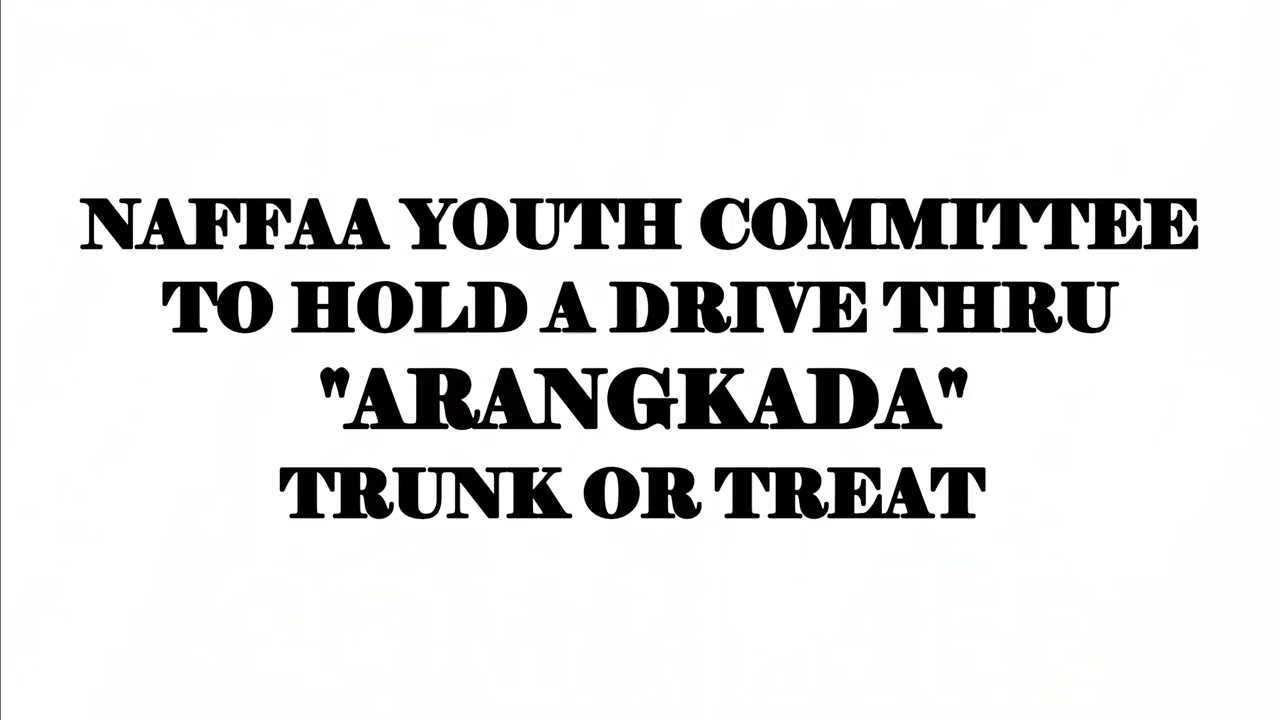 NAFFAA YOUTH COMMITTEE
TO HOLD A DRIVE THRU
"ARANGKADA"
TRUNK OR TREAT